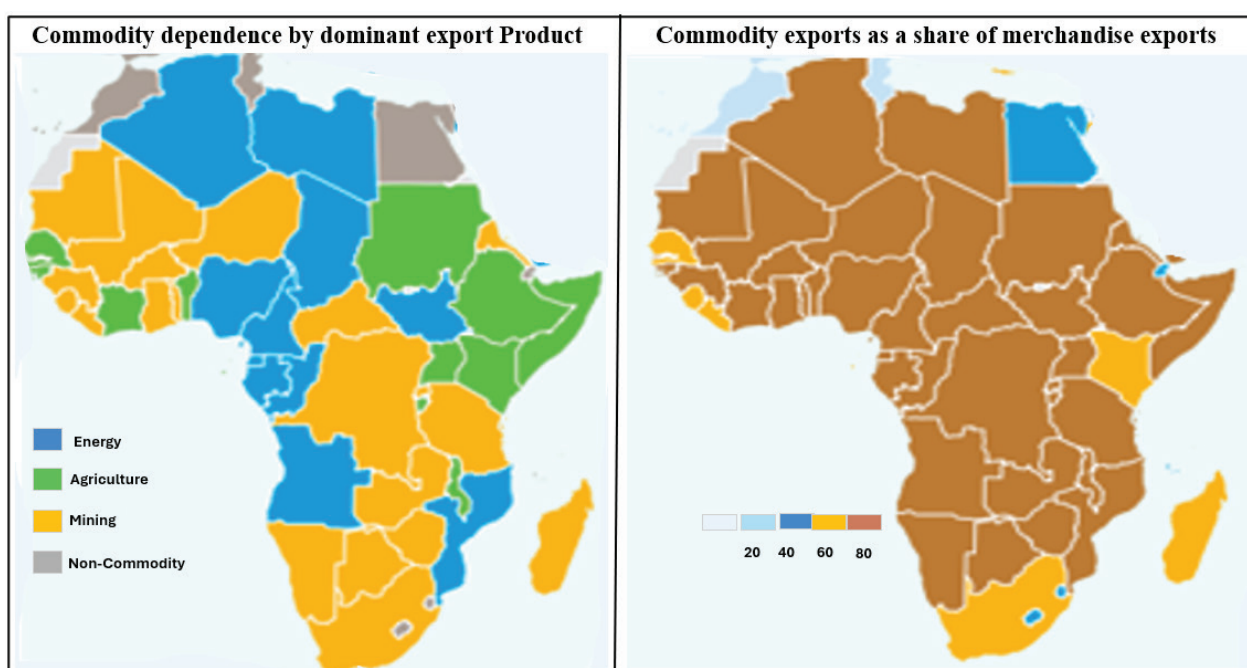 Commodity dependence by dominant export Product
Energy
Agriculture
Mining
Non-Commodity
Commodity exports as a share of merchandise exports
20 40 60 80